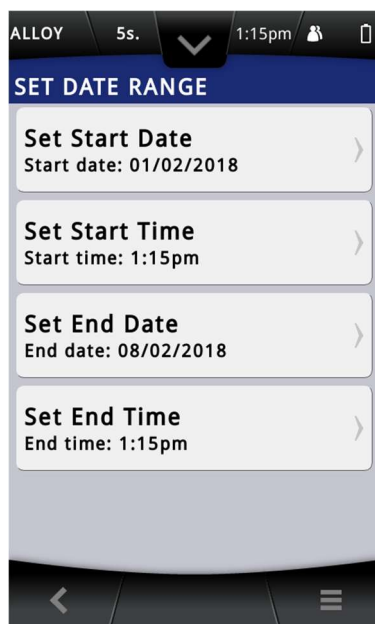 ALLOY 5s. 1:15pm
SET DATE RANGE
Set Start Date
Start date: 01/02/2018
Set Start Time
Start time: 1:15pm
Set End Date
End date: 08/02/2018
Set End Time
End time: 1:15pm